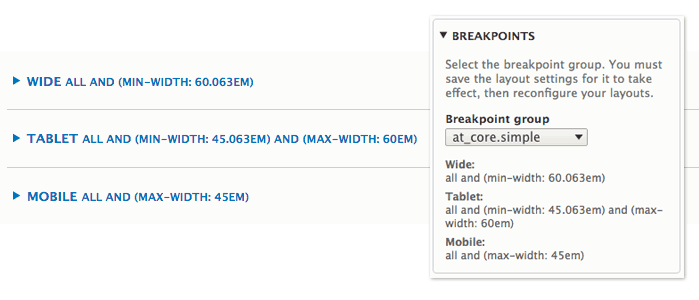 WIDE ALL AND (MIN-WIDTH: 60.063EM)
TABLET ALL AND (MIN-WIDTH: 45.063EM) AND (MAX-WIDTH: 60EM)
MOBILE ALL AND (MAX-WIDTH: 45EM)
BREAKPOINTS
Select the breakpoint group. You must
save the layout settings for it to take
effect, then reconfigure your layouts.
Breakpoint group
at_core.simple
Wide:
all and (min-width: 60.063em)
Tablet:
all and (min-width: 45.063em) and (max-
width: 60em)
Mobile:
all and (max-width: 45em)